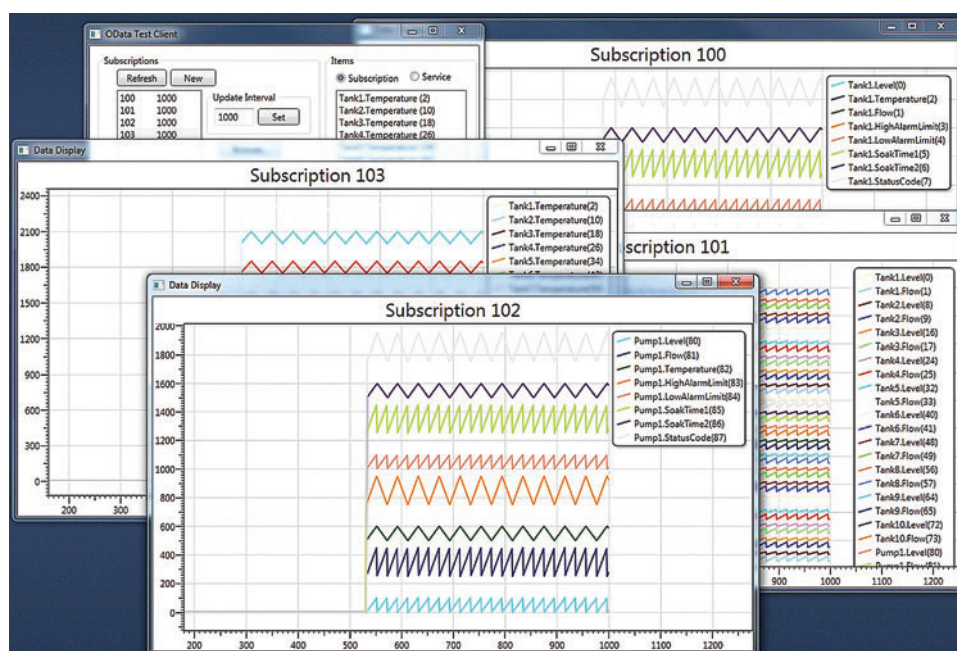 OData Test Client
Subscriptions
Refresh New
100 1000
101 1000
102 1000
103 1000
Update Interval
1000 Set
Items
Subscription Service
Tank1.Temperature (2)
Tank2.Temperature (10)
Tank3.Temperature (18)
Tank4.Temperature (26)
Subscription 100
Tank1.Level(0)
Tank1.Temperature(2)
Tank1.Flow(1)
Tank1.HighAlarmLimit(3)
Tank1.LowAlarmLimit(4)
Tank1.SoakTime1(5)
Tank1.SoakTime2(6)
Tank1.StatusCode(7)
Data Display
Subscription 103
2400
2100
1800
1500
1200
900
600
300
0
200 300
Tank1.Temperature(2)
Tank2.Temperature(10)
Tank3.Temperature(18)
Tank4.Temperature(26)
Tank5.Temperature(34)
bscription 101
Tank1.Level(0)
Tank1.Flow(1)
Tank2.Level(8)
Tank2.Flow(9)
Tank3.Level(16)
Tank3.Flow(17)
Tank4.Level(24)
Tank4.Flow(25)
Tank5.Level(32)
Tank5.Flow(33)
Tank6.Level(40)
Tank6.Flow(41)
Tank7.Level(48)
Tank7.Flow(49)
Tank8.Level(56)
Tank8.Flow(57)
Tank9.Level(64)
Tank9.Flow(65)
Tank10.Level(72)
Tank10.Flow(73)
Pump1.Level(80)
Pump1.Flow(81)
900 1000 1100 1200
Data Display
Subscription 102
2000
1800
1600
1400
1200
1000
800
600
400
200
0
200 300 400 500 600 700 800 900 1000 1100 1200
Pump1.Level(80)
Pump1.Flow(81)
Pump1.Temperature(82)
Pump1.HighAlarmLimit(83)
Pump1.LowAlarmLimit(84)
Pump1.SoakTime1(85)
Pump1.SoakTime2(86)
Pump1.StatusCode(87)